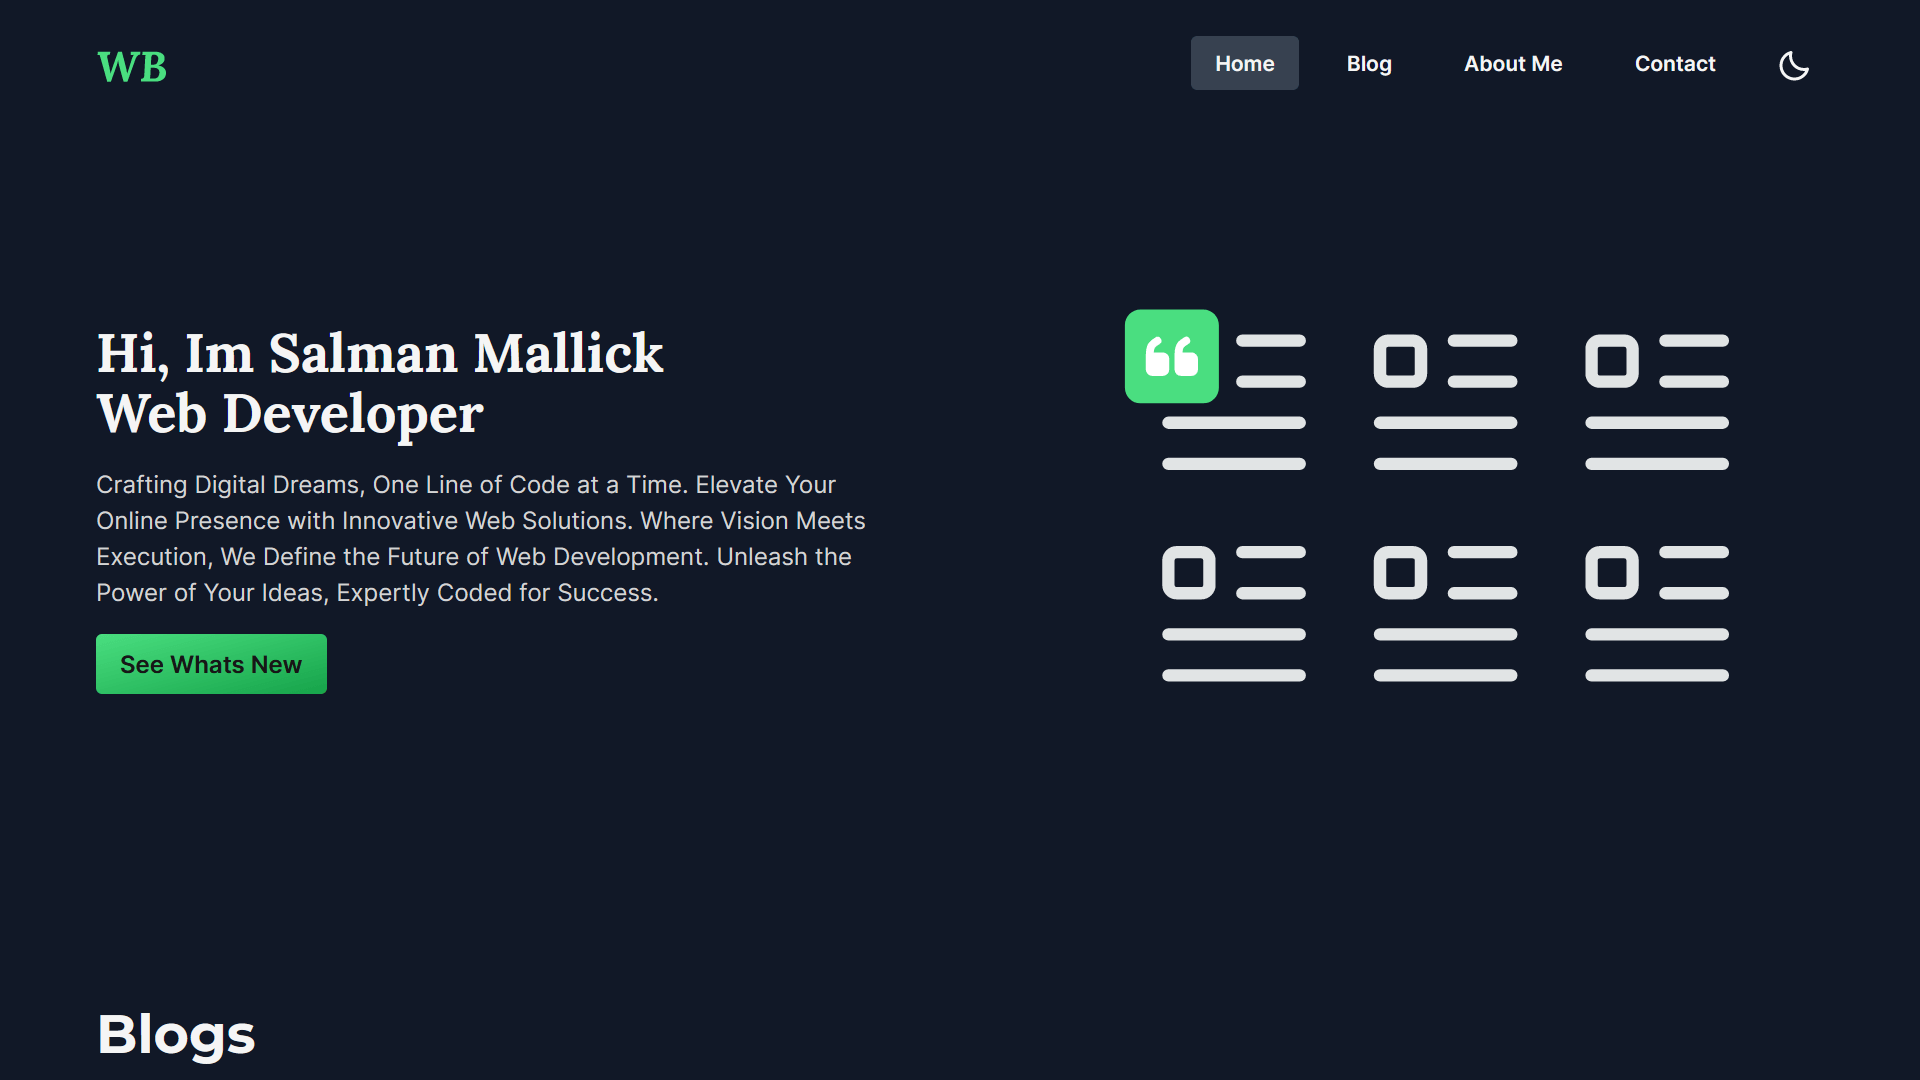 WB
Home
Blog
About Me
Contact
Hi, Im Salman Mallick
Web Developer
Crafting Digital Dreams, One Line of Code at a Time. Elevate Your
Online Presence with Innovative Web Solutions. Where Vision Meets
Execution, We Define the Future of Web Development. Unleash the
Power of Your Ideas, Expertly Coded for Success.
See Whats New
Blogs